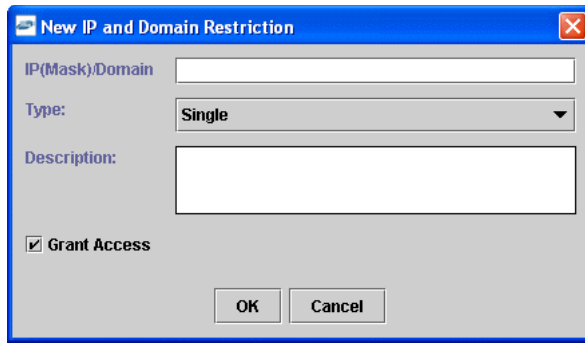 New IP and Domain Restriction
IP(Mask)/Domain
Type:
Single
Description:
Grant Access
OK
Cancel